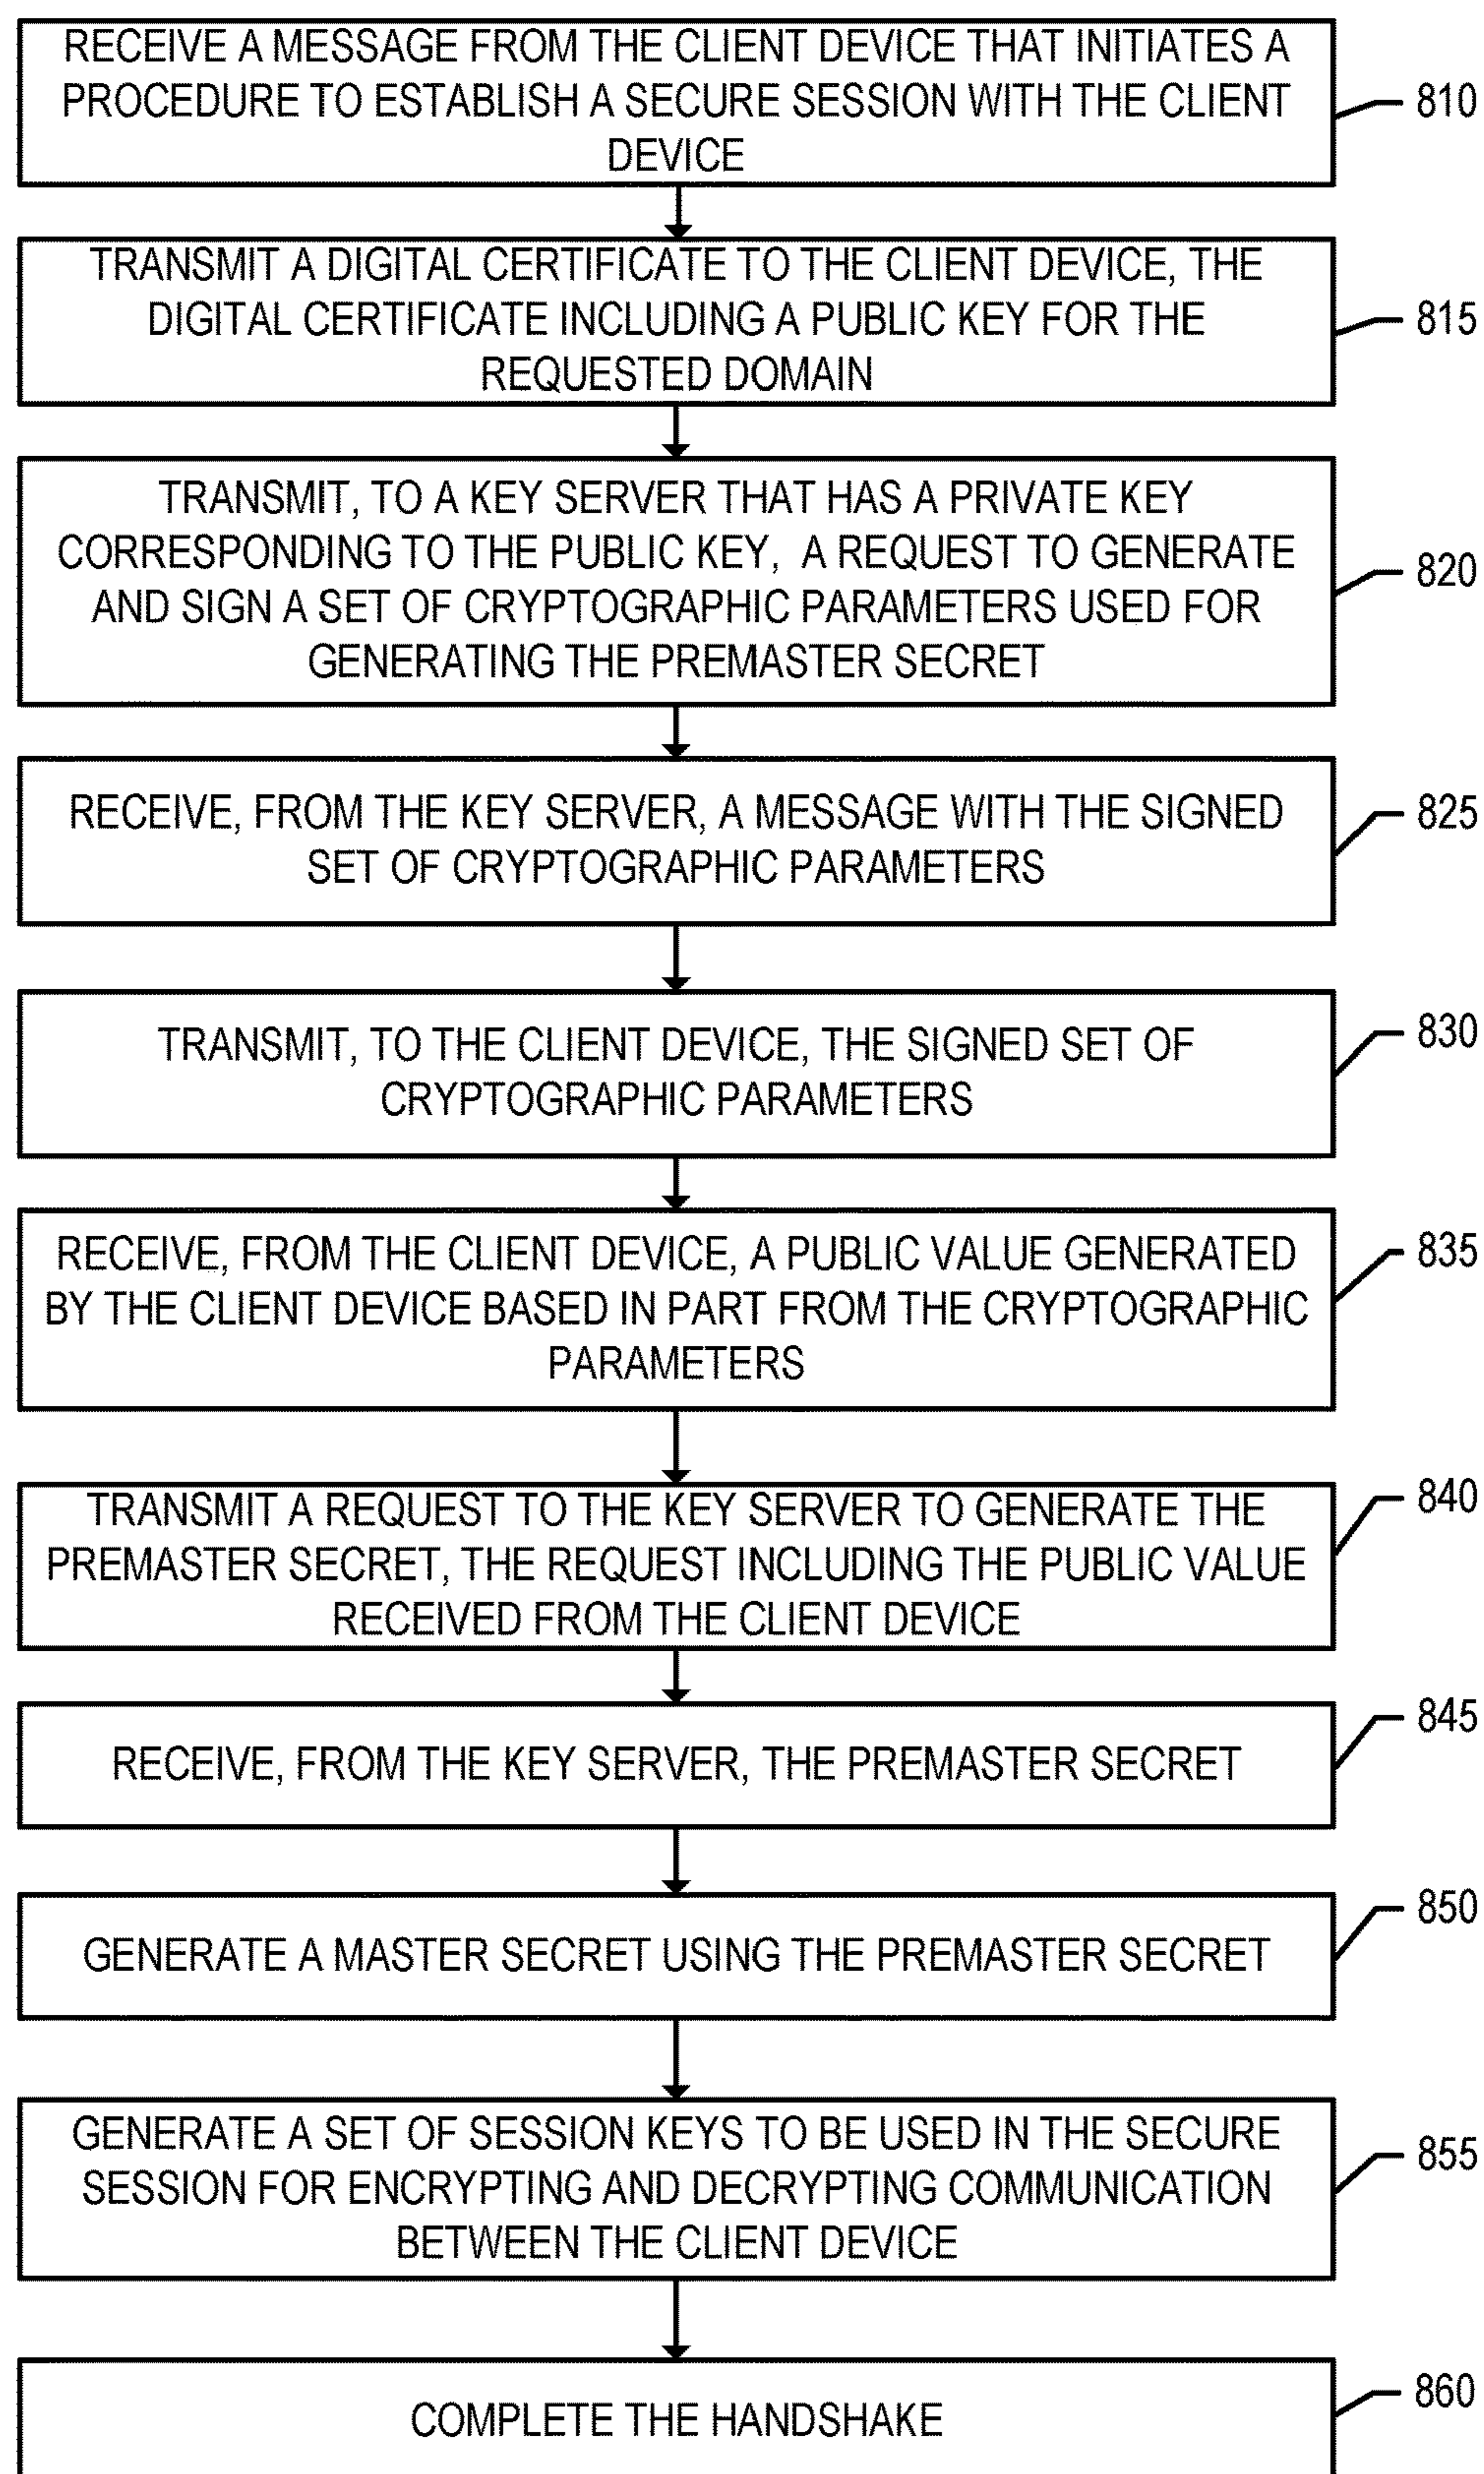 RECEIVE A MESSAGE FROM THE CLIENT DEVICE THAT INITIATES A
PROCEDURE TO ESTABLISH A SECURE SESSION WITH THE CLIENT
DEVICE
810
TRANSMIT A DIGITAL CERTIFICATE TO THE CLIENT DEVICE, THE
DIGITAL CERTIFICATE INCLUDING A PUBLIC KEY FOR THE
REQUESTED DOMAIN
815
TRANSMIT, TO A KEY SERVER THAT HAS A PRIVATE KEY
CORRESPONDING TO THE PUBLIC KEY, A REQUEST TO GENERATE
AND SIGN A SET OF CRYPTOGRAPHIC PARAMETERS USED FOR
GENERATING THE PREMASTER SECRET
820
RECEIVE, FROM THE KEY SERVER, A MESSAGE WITH THE SIGNED
SET OF CRYPTOGRAPHIC PARAMETERS
825
TRANSMIT, TO THE CLIENT DEVICE, THE SIGNED SET OF
CRYPTOGRAPHIC PARAMETERS
830
RECEIVE, FROM THE CLIENT DEVICE, A PUBLIC VALUE GENERATED
BY THE CLIENT DEVICE BASED IN PART FROM THE CRYPTOGRAPHIC
PARAMETERS
835
TRANSMIT A REQUEST TO THE KEY SERVER TO GENERATE THE
PREMASTER SECRET, THE REQUEST INCLUDING THE PUBLIC VALUE
RECEIVED FROM THE CLIENT DEVICE
840
RECEIVE, FROM THE KEY SERVER, THE PREMASTER SECRET
845
GENERATE A MASTER SECRET USING THE PREMASTER SECRET
850
GENERATE A SET OF SESSION KEYS TO BE USED IN THE SECURE
SESSION FOR ENCRYPTING AND DECRYPTING COMMUNICATION
BETWEEN THE CLIENT DEVICE
855
COMPLETE THE HANDSHAKE
860